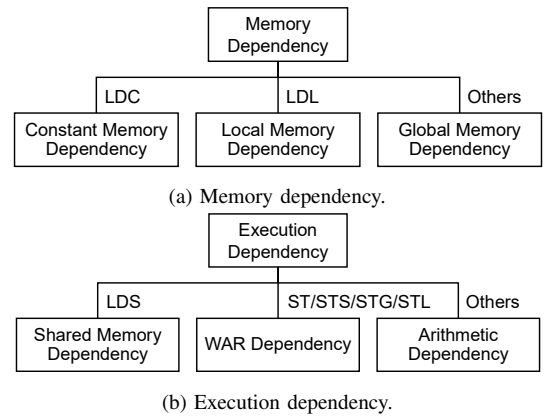 Memory
Dependency
LDC
LDL
Others
Constant Memory
Dependency
Local Memory
Dependency
Global Memory
Dependency
(a) Memory dependency.
Execution
Dependency
LDS
ST/STS/STG/STL
Others
Shared Memory
Dependency
WAR Dependency
Arithmetic
Dependency
(b) Execution dependency.